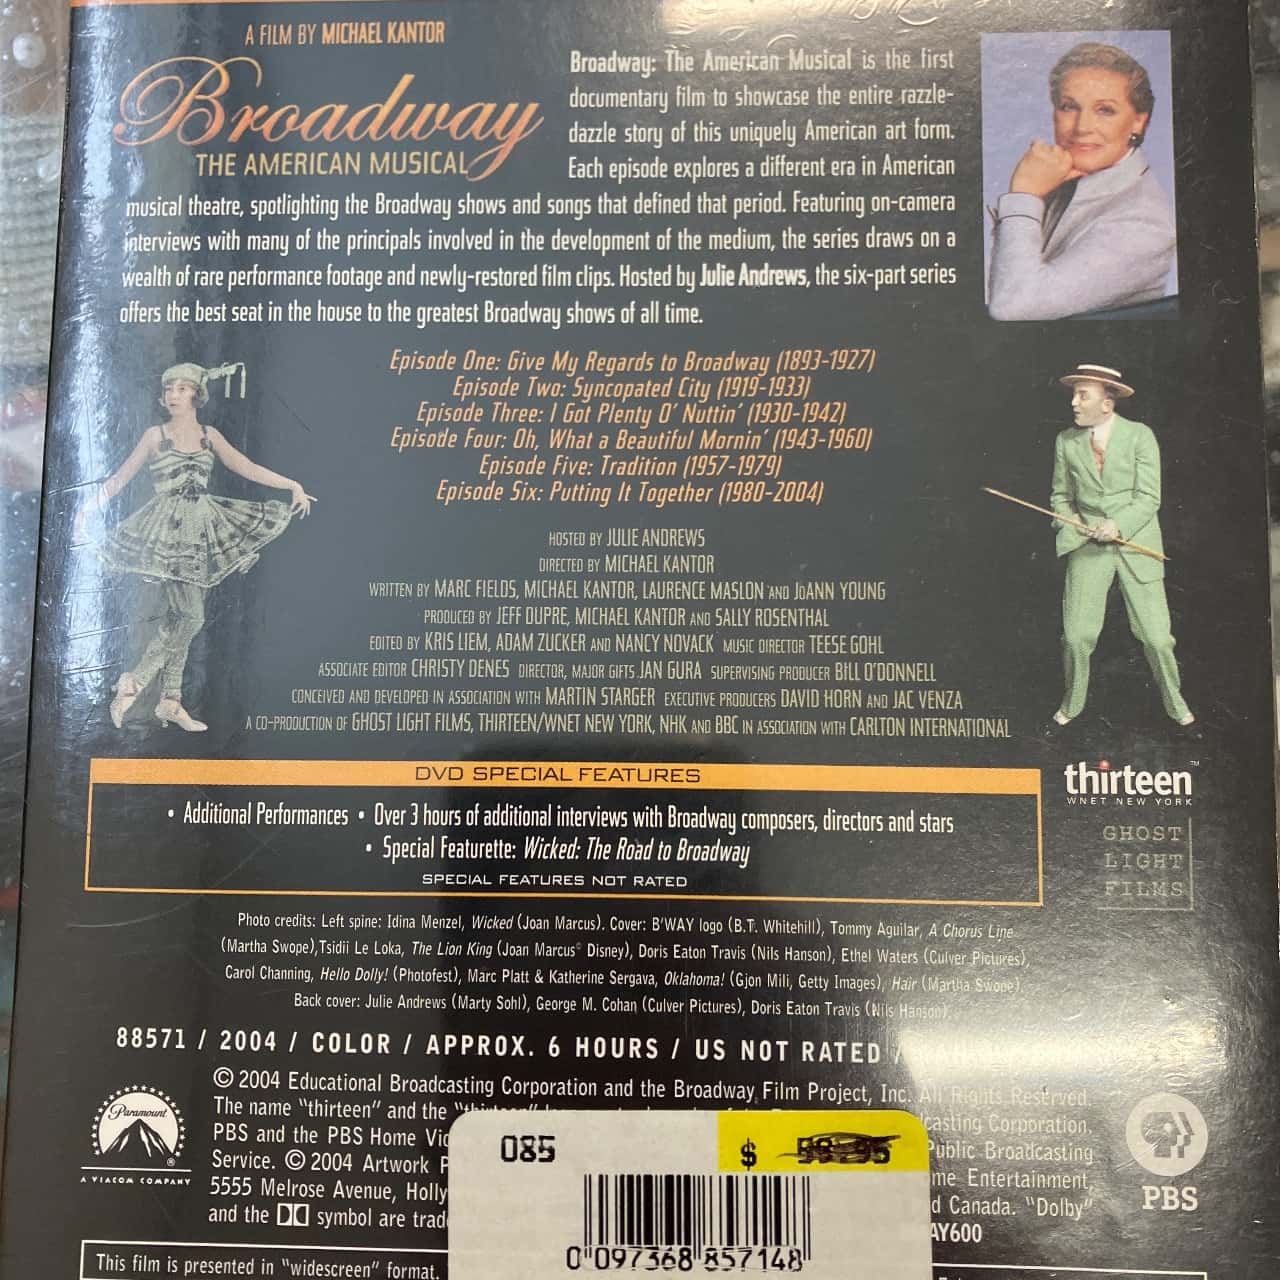 A FILM BY MICHAEL KANTOR
Broadway
THE AMERICAN MUSICAL
Broadway: The American Musical is the first
documentary film to showcase the entire razzle-
dazzle story of this uniquely American art form.
Each episode explores a different era in American
musical theatre, spotlighting the Broadway shows and songs that defined that period. Featuring on-camera
interviews with many of the principals involved in the development of the medium, the series draws on a
wealth of rare performance footage and newly-restored film clips. Hosted by Julie Andrews, the six-part series
offers the best seat in the house to the greatest Broadway shows of all time.
Episode One: Give My Regards to Broadway (1893-1927)
Episode Two: Syncopated City (1919-1933)
Episode Three: I Got Plenty O' Nuttin' (1930-1942)
Episode Four: Oh, What a Beautiful Mornin' (1943-1960)
Episode Five: Tradition (1957-1979)
Episode Six: Putting It Together (1980-2004)
HOSTED BY JULIE ANDREWS
DIRECTED BY MICHAEL KANTOR
WRITTEN BY MARC FIELDS, MICHAEL KANTOR, LAURENCE MASLON AND JoANN YOUNG
PRODUCED BY JEFF DUPRE, MICHAEL KANTOR AND SALLY ROSENTHAL
EDITED BY KRIS LIEM, ADAM ZUCKER AND NANCY NOVACK MUSIC DIRECTOR TEESE GOHL
ASSOCIATE EDITOR CHRISTY DENES DIRECTOR, MAJOR GIFTS JAN GURA SUPERVISING PRODUCER BILL O'DONNELL
CONCEIVED AND DEVELOPED IN ASSOCIATION WITH MARTIN STARGER EXECUTIVE PRODUCERS DAVID HORN AND JAC VENZA
A CO-PRODUCTION OF GHOST LIGHT FILMS, THIRTEEN/WNET NEW YORK, NHK AND BBC IN ASSOCIATION WITH CARLTON INTERNATIONAL
DVD SPECIAL FEATURES
• Additional Performances • Over 3 hours of additional interviews with Broadway composers, directors and stars
• Special Featurette: Wicked: The Road to Broadway
SPECIAL FEATURES NOT RATED
thirteen™
WNET NEW YORK
GHOST
LIGHT
FILMS
Photo credits: Left spine: Idina Menzel, Wicked (Joan Marcus). Cover: B'WAY logo (B.T. Whitehill), Tommy Aguilar, A Chorus Line
(Martha Swope),Tsidii Le Loka, The Lion King (Joan Marcus© Disney), Doris Eaton Travis (Nils Hanson), Ethel Waters (Culver Pictures),
Carol Channing, Hello Dolly! (Photofest), Marc Platt & Katherine Sergava, Oklahoma! (Gjon Mili, Getty Images), Hair (Martha Swope).
Back cover: Julie Andrews (Marty Sohl), George M. Cohan (Culver Pictures), Doris Eaton Travis (Nils Hanson).
88571 / 2004 / COLOR / APPROX. 6 HOURS / US NOT RATED /
© 2004 Educational Broadcasting Corporation and the Broadway Film Project, Inc. All Rights Reserved.
The name "thirteen" and the "thirteen"
casting Corporation.
PBS and the PBS Home Vi
Public Broadcasting
Service. © 2004 Artwork P
me Entertainment,
5555 Melrose Avenue, Holly
d Canada. "Dolby"
and the DD symbol are trad
AY600
Paramount
®
A VIACOM COMPANY
PBS
085
$
0 097368 857148
This film is presented in "widescreen" format.